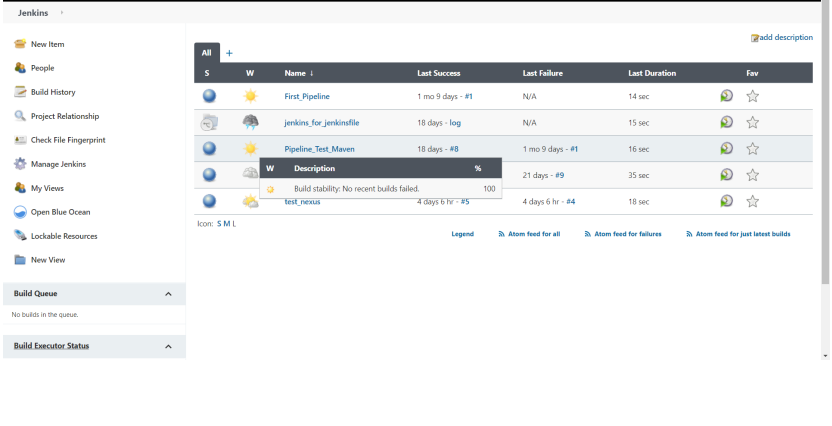 Jenkins
add description
New Item
People
Build History
Project Relationship
Check File Fingerprint
Manage Jenkins
My Views
Open Blue Ocean
Lockable Resources
New View
Build Queue
No builds in the queue.
Build Executor Status
All +
S W Name ↓ Last Success Last Failure Last Duration Fav
First_Pipeline 1 mo 9 days - #1 N/A 14 sec
jenkins_for_jenkinsfile 18 days - log N/A 15 sec
Pipeline_Test_Maven 18 days - #8 1 mo 9 days - #1 16 sec
21 days - #9 35 sec
W Description %
Build stability: No recent builds failed. 100
test_nexus 4 days 6 hr - #5 4 days 6 hr - #4 18 sec
Icon: S M L
Legend Atom feed for all Atom feed for failures Atom feed for just latest builds